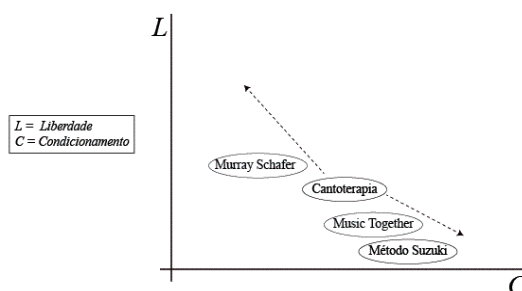 L
L = Liberdade
C = Condicionamento
Murray Schafer
Cantoterapia
Music Together
Método Suzuki
C